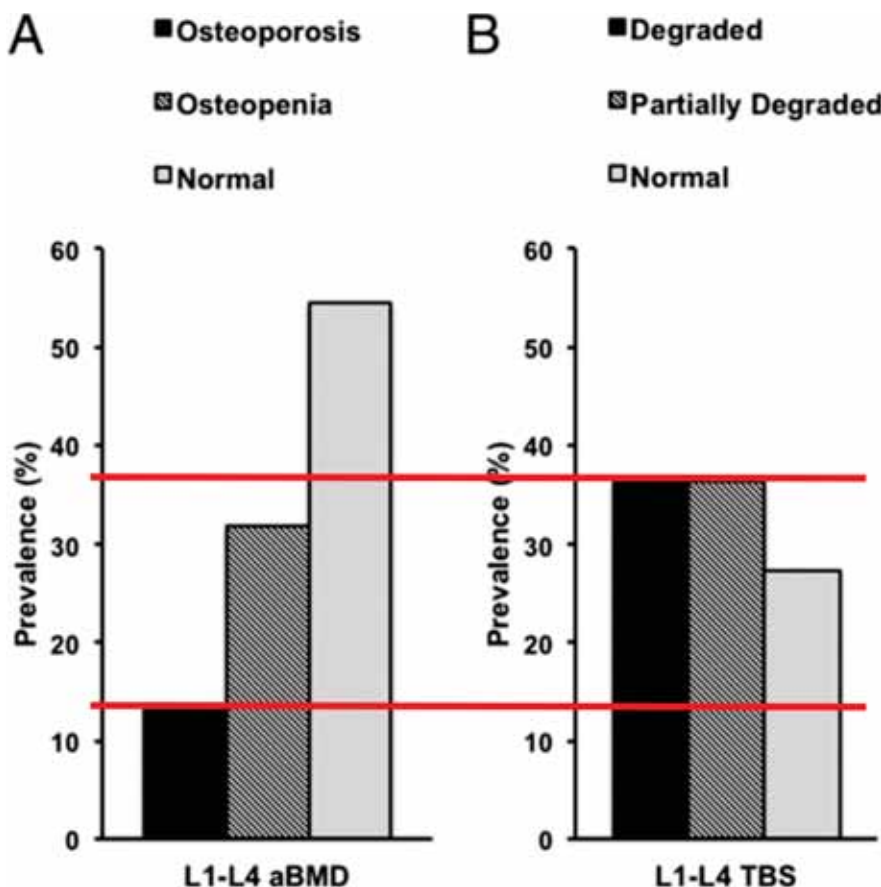 A
Osteoporosis
Osteopenia
Normal
60
50
40
30
20
10
0
Prevalence (%)
L1-L4 aBMD
B
Degraded
Partially Degraded
Normal
60
50
40
30
20
10
0
Prevalence (%)
L1-L4 TBS